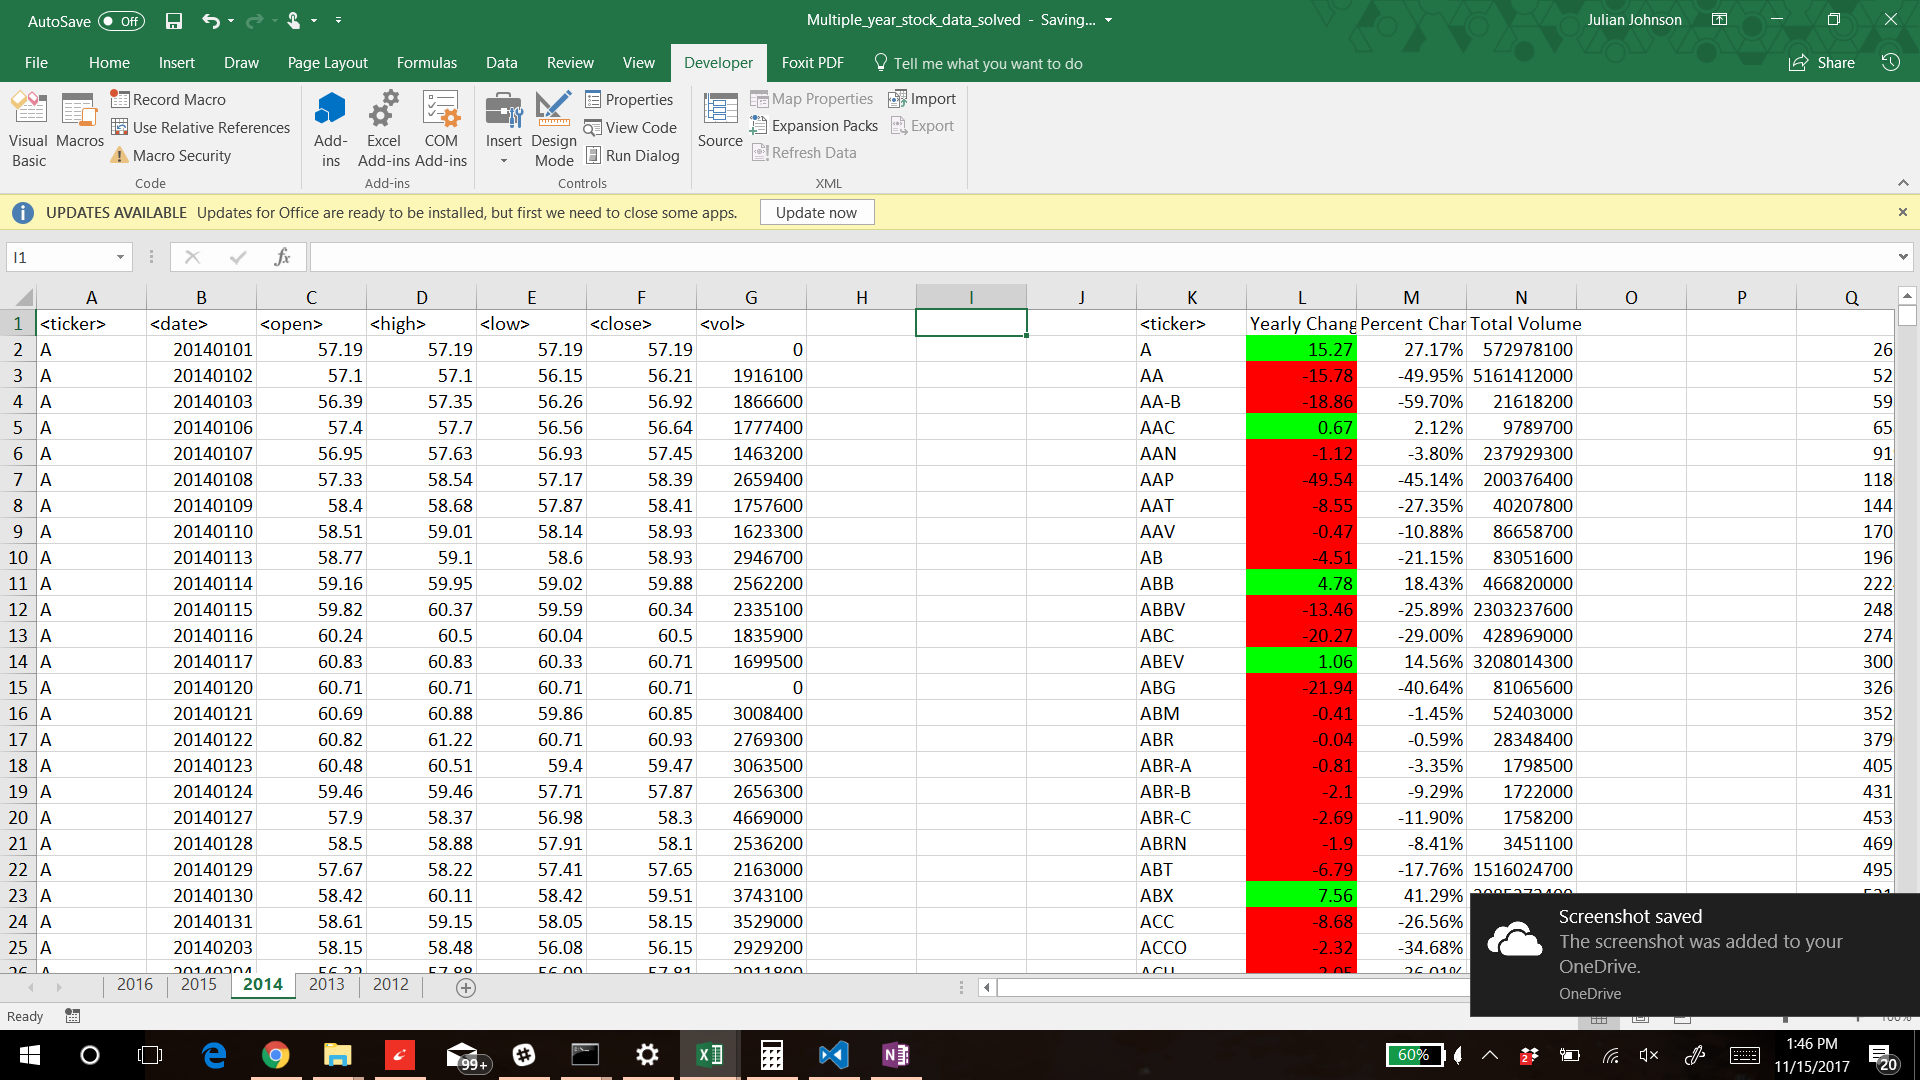 AutoSave Off Multiple_year_stock_data_solved - Saving... Julian Johnson
File Home Insert Draw Page Layout Formulas Data Review View Developer Foxit PDF Tell me what you want to do Share
Visual Basic
Macros
Record Macro
Use Relative References
Macro Security
Code
Add-ins
Excel Add-ins
COM Add-ins
Add-ins
Insert
Design Mode
Properties
View Code
Run Dialog
Controls
Source
Map Properties
Expansion Packs
Refresh Data
Import
Export
XML
UPDATES AVAILABLE Updates for Office are ready to be installed, but first we need to close some apps. Update now
I1 fx
A B C D E F G H I J K L M N O P Q
1 <ticker> <date> <open> <high> <low> <close> <vol> <ticker> Yearly Chang Percent Char Total Volume
2 A 20140101 57.19 57.19 57.19 57.19 0 A 15.27 27.17% 572978100 26
3 A 20140102 57.1 57.1 56.15 56.21 1916100 AA -15.78 -49.95% 5161412000 52
4 A 20140103 56.39 57.35 56.26 56.92 1866600 AA-B -18.86 -59.70% 21618200 59
5 A 20140106 57.4 57.7 56.56 56.64 1777400 AAC 0.67 2.12% 9789700 65
6 A 20140107 56.95 57.63 56.93 57.45 1463200 AAN -1.12 -3.80% 237929300 91
7 A 20140108 57.33 58.54 57.17 58.39 2659400 AAP -49.54 -45.14% 200376400 118
8 A 20140109 58.4 58.68 57.87 58.41 1757600 AAT -8.55 -27.35% 40207800 144
9 A 20140110 58.51 59.01 58.14 58.93 1623300 AAV -0.47 -10.88% 86658700 170
10 A 20140113 58.77 59.1 58.6 58.93 2946700 AB -4.51 -21.15% 83051600 196
11 A 20140114 59.16 59.95 59.02 59.88 2562200 ABB 4.78 18.43% 466820000 222
12 A 20140115 59.82 60.37 59.59 60.34 2335100 ABBV -13.46 -25.89% 2303237600 248
13 A 20140116 60.24 60.5 60.04 60.5 1835900 ABC -20.27 -29.00% 428969000 274
14 A 20140117 60.83 60.83 60.33 60.71 1699500 ABEV 1.06 14.56% 3208014300 300
15 A 20140120 60.71 60.71 60.71 60.71 0 ABG -21.94 -40.64% 81065600 326
16 A 20140121 60.69 60.88 59.86 60.85 3008400 ABM -0.41 -1.45% 52403000 352
17 A 20140122 60.82 61.22 60.71 60.93 2769300 ABR -0.04 -0.59% 28348400 379
18 A 20140123 60.48 60.51 59.4 59.47 3063500 ABR-A -0.81 -3.35% 1798500 405
19 A 20140124 59.46 59.46 57.71 57.87 2656300 ABR-B -2.1 -9.29% 1722000 431
20 A 20140127 57.9 58.37 56.98 58.3 4669000 ABR-C -2.69 -11.90% 1758200 453
21 A 20140128 58.5 58.88 57.91 58.1 2536200 ABRN -1.9 -8.41% 3451100 469
22 A 20140129 57.67 58.22 57.41 57.65 2163000 ABT -6.79 -17.76% 1516024700 495
23 A 20140130 58.42 60.11 58.42 59.51 3743100 ABX 7.56 41.29%
24 A 20140131 58.61 59.15 58.05 58.15 3529000 ACC -8.68 -26.56%
25 A 20140203 58.15 58.48 56.08 56.15 2929200 ACCO -2.32 -34.68%
Screenshot saved
The screenshot was added to your
OneDrive.
OneDrive
2016 2015 2014 2013 2012
Ready
99+ 60% 2 1:46 PM
11/15/2017 20